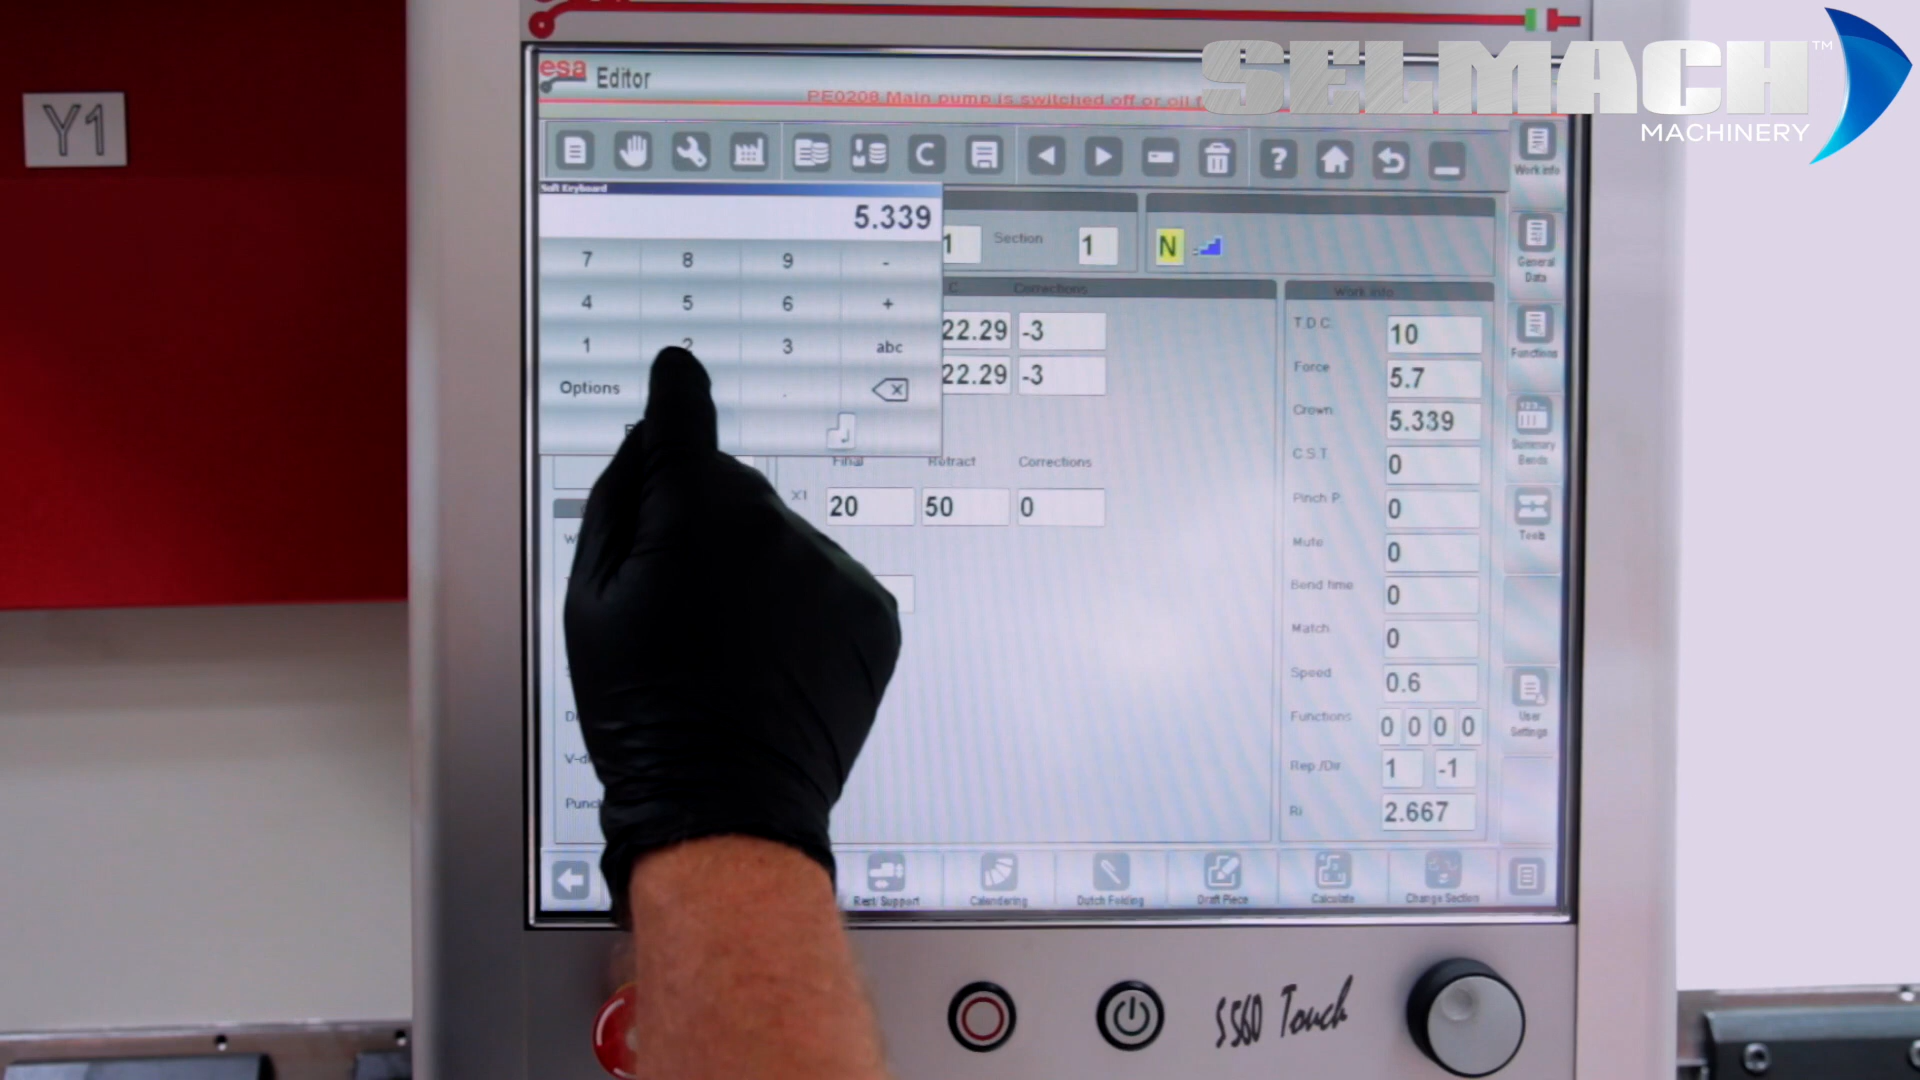 Y1
SELMACH™
MACHINERY
esa Editor
PE0208 Main pump is switched off or oil
Work info
General Data
Functions
Summary Bends
Tools
User Settings
Soft Keyboard
5.339
7 8 9 -
4 5 6 +
1 2 3 abc
Options .
1 Section 1 N
C. Corrections
22.29 -3
22.29 -3
Final Retract Corrections
X1 20 50 0
Work info
T.D.C. 10
Force 5.7
Crown 5.339
C.S.T 0
Pinch P. 0
Mute 0
Bend time 0
Match 0
Speed 0.6
Functions 0 0 0 0
Rep./Dir 1 -1
Ri 2.667
Rest/Support
Calendering
Dutch Folding
Draft Piece
Calculate
Change Section
S560 Touch